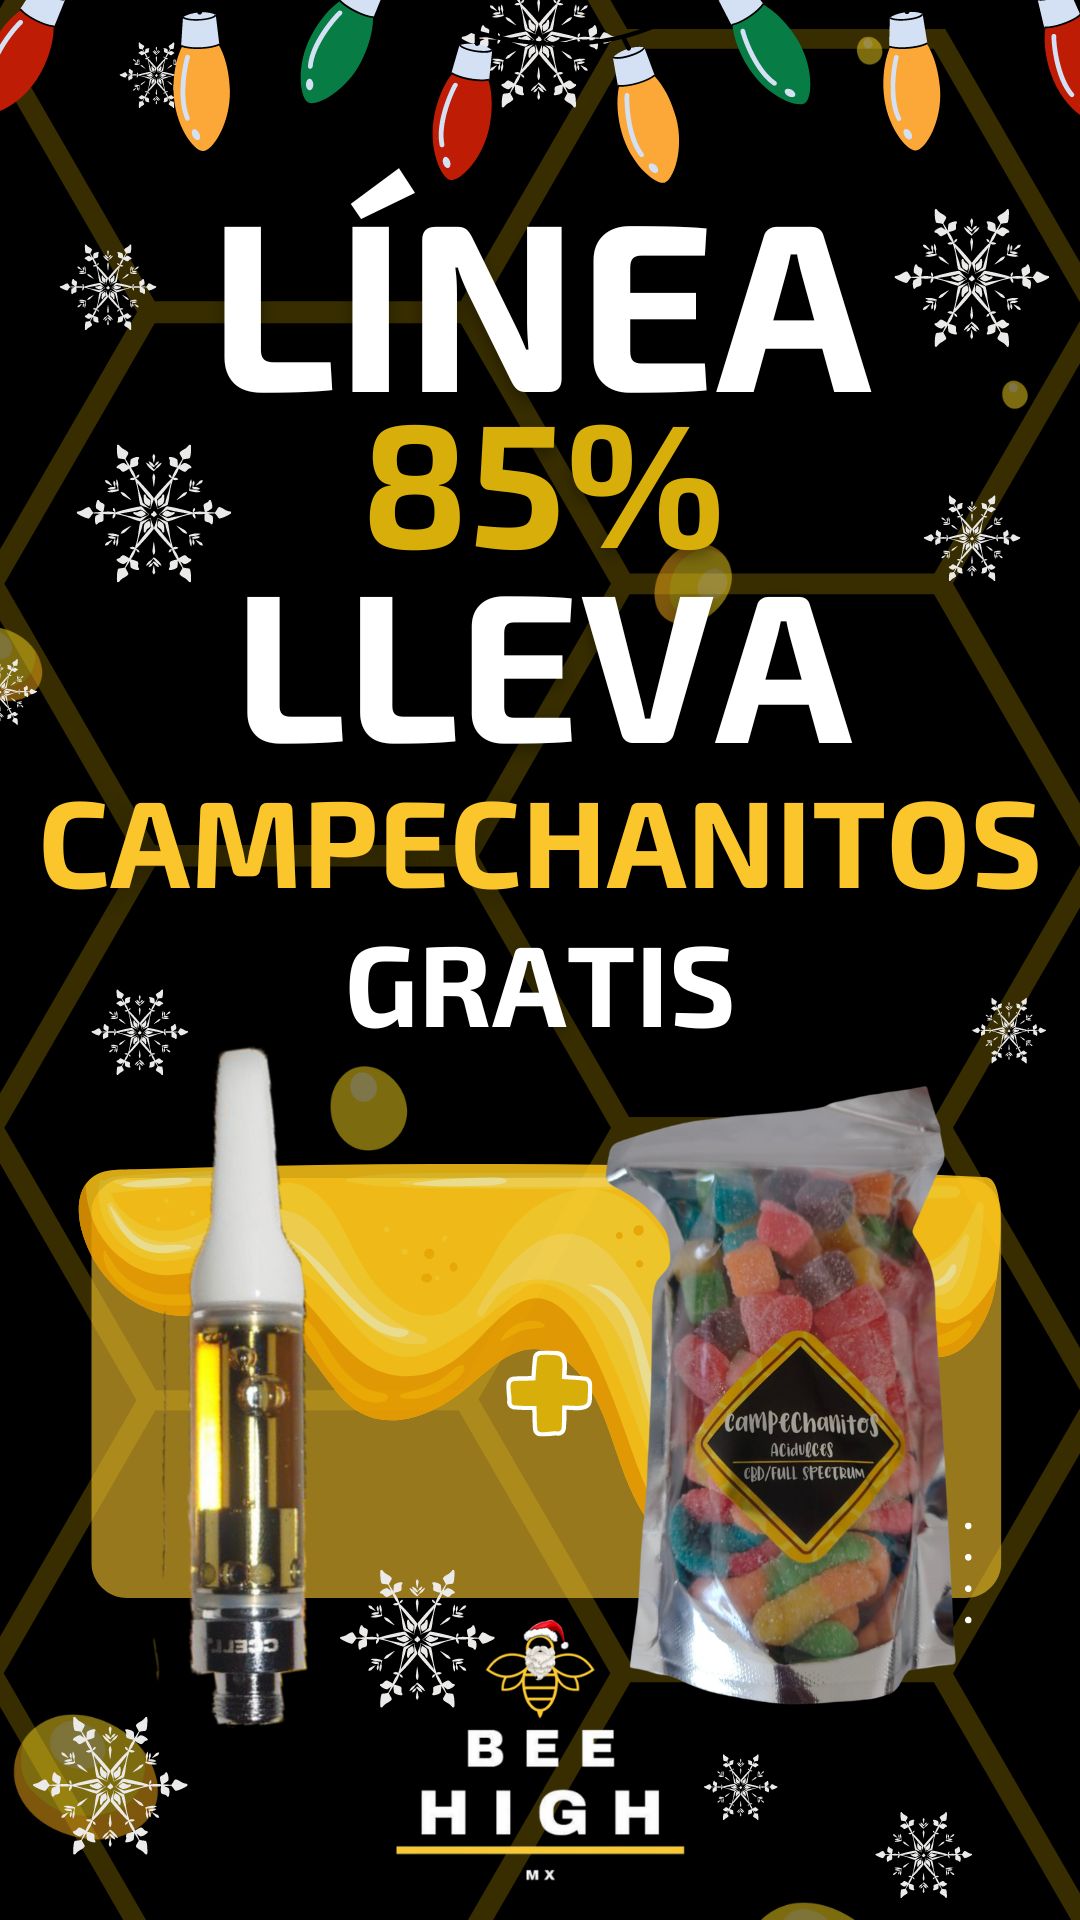 LÍNEA
85%
LLEVA
CAMPECHANITOS
GRATIS
campechanitos
Acidulces
CBD/FULL SPECTRUM
CCELL
BEE
HIGH
MX